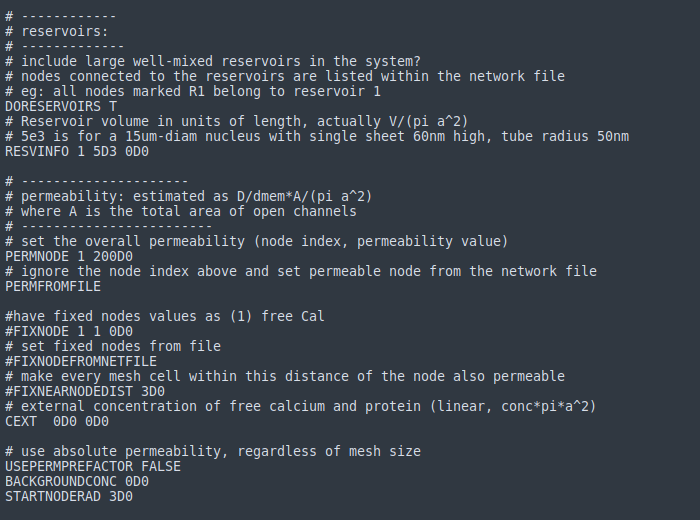 # ------------
# reservoirs:
# -------------
# include large well-mixed reservoirs in the system?
# nodes connected to the reservoirs are listed within the network file
# eg: all nodes marked R1 belong to reservoir 1
DORESERVOIRS T
# Reservoir volume in units of length, actually V/(pi a^2)
# 5e3 is for a 15um-diam nucleus with single sheet 60nm high, tube radius 50nm
RESVINFO 1 5D3 0D0
# ---------------------
# permeability: estimated as D/dmem*A/(pi a^2)
# where A is the total area of open channels
# ------------------------
# set the overall permeability (node index, permeability value)
PERMNODE 1 200D0
# ignore the node index above and set permeable node from the network file
PERMFROMFILE
#have fixed nodes values as (1) free Cal
#FIXNODE 1 1 0D0
# set fixed nodes from file
#FIXNODEFROMNETFILE
# make every mesh cell within this distance of the node also permeable
#FIXNEARNODEDIST 3D0
# external concentration of free calcium and protein (linear, conc*pi*a^2)
CEXT  0D0 0D0
# use absolute permeability, regardless of mesh size
USEPERMPREFACTOR FALSE
BACKGROUNDCONC 0D0
STARTNODERAD 3D0